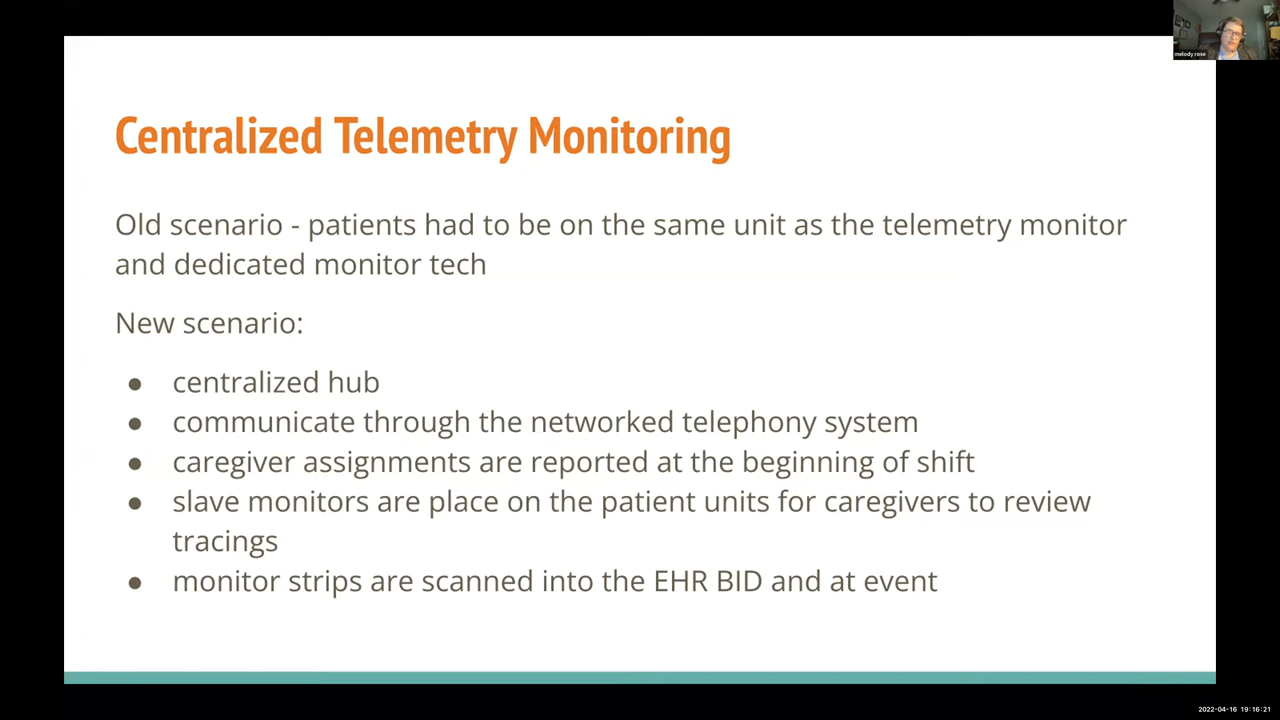 melody rose
Centralized Telemetry Monitoring
Old scenario - patients had to be on the same unit as the telemetry monitor
and dedicated monitor tech
New scenario:
● centralized hub
● communicate through the networked telephony system
● caregiver assignments are reported at the beginning of shift
● slave monitors are place on the patient units for caregivers to review
tracings
● monitor strips are scanned into the EHR BID and at event
2022-04-16 19:16:21